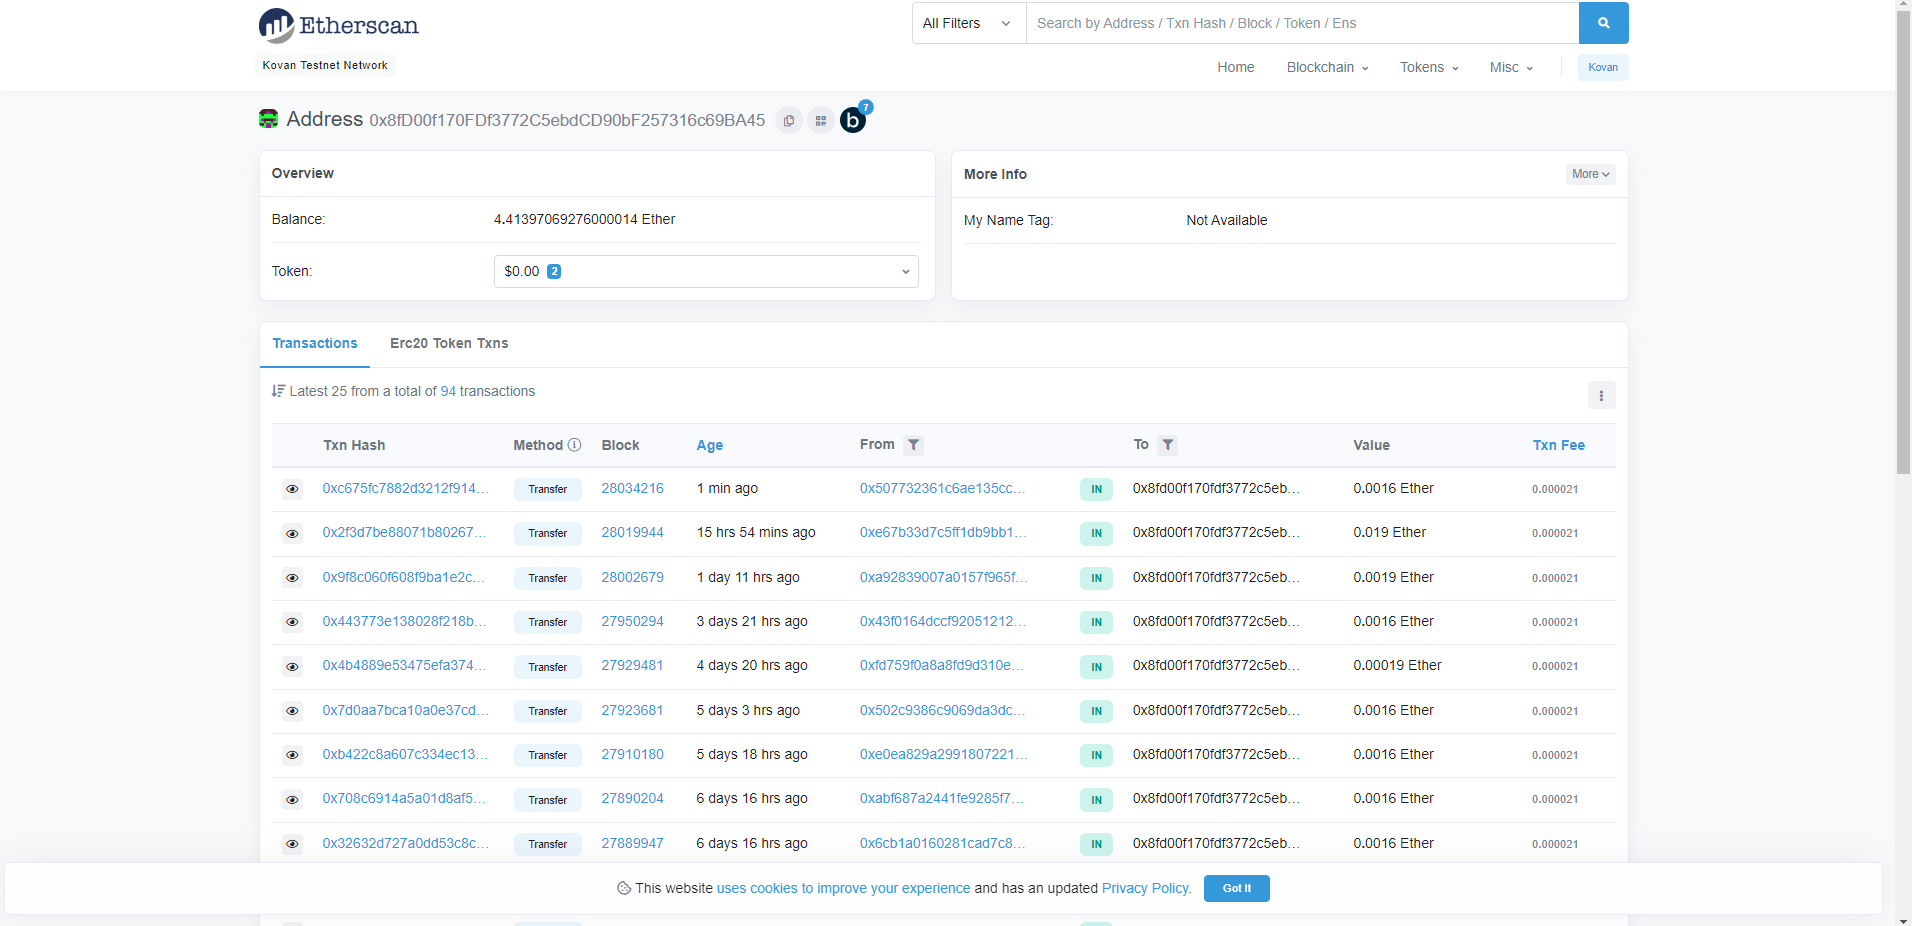 Etherscan
All Filters
Search by Address / Txn Hash / Block / Token / Ens
Kovan Testnet Network
Home Blockchain Tokens Misc Kovan
Address 0x8fD00f170FDf3772C5ebdCD90bF257316c69BA45 b 7
Overview
Balance: 4.41397069276000014 Ether
Token: $0.00 2
More Info More
My Name Tag: Not Available
Transactions Erc20 Token Txns
Latest 25 from a total of 94 transactions
Txn Hash Method Block Age From To Value Txn Fee
0xc675fc7882d3212f914... Transfer 28034216 1 min ago 0x507732361c6ae135cc... IN 0x8fd00f170fdf3772c5eb... 0.0016 Ether 0.000021
0x2f3d7be88071b80267... Transfer 28019944 15 hrs 54 mins ago 0xe67b33d7c5ff1db9bb1... IN 0x8fd00f170fdf3772c5eb... 0.019 Ether 0.000021
0x9f8c060f608f9ba1e2c... Transfer 28002679 1 day 11 hrs ago 0xa92839007a0157f965f... IN 0x8fd00f170fdf3772c5eb... 0.0019 Ether 0.000021
0x443773e138028f218b... Transfer 27950294 3 days 21 hrs ago 0x43f0164dccf92051212... IN 0x8fd00f170fdf3772c5eb... 0.0016 Ether 0.000021
0x4b4889e53475efa374... Transfer 27929481 4 days 20 hrs ago 0xfd759f0a8a8fd9d310e... IN 0x8fd00f170fdf3772c5eb... 0.00019 Ether 0.000021
0x7d0aa7bca10a0e37cd... Transfer 27923681 5 days 3 hrs ago 0x502c9386c9069da3dc... IN 0x8fd00f170fdf3772c5eb... 0.0016 Ether 0.000021
0xb422c8a607c334ec13... Transfer 27910180 5 days 18 hrs ago 0xe0ea829a2991807221... IN 0x8fd00f170fdf3772c5eb... 0.0016 Ether 0.000021
0x708c6914a5a01d8af5... Transfer 27890204 6 days 16 hrs ago 0xabf687a2441fe9285f7... IN 0x8fd00f170fdf3772c5eb... 0.0016 Ether 0.000021
0x32632d727a0dd53c8c... Transfer 27889947 6 days 16 hrs ago 0x6cb1a0160281cad7c8... IN 0x8fd00f170fdf3772c5eb... 0.0016 Ether 0.000021
This website uses cookies to improve your experience and has an updated Privacy Policy. Got It